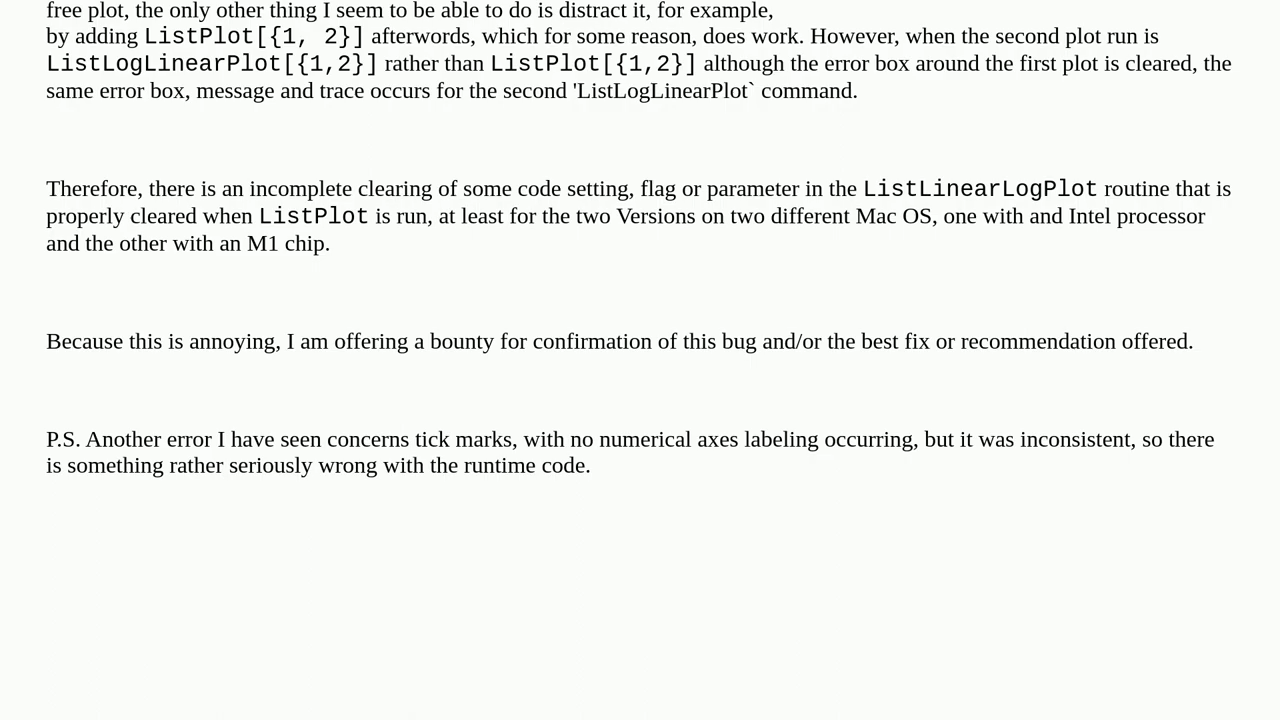 free plot, the only other thing I seem to be able to do is distract it, for example,
by adding ListPlot[{1, 2}] afterwords, which for some reason, does work. However, when the second plot run is
ListLogLinearPlot[{1,2}] rather than ListPlot[{1,2}] although the error box around the first plot is cleared, the
same error box, message and trace occurs for the second 'ListLogLinearPlot` command.
Therefore, there is an incomplete clearing of some code setting, flag or parameter in the ListLinearLogPlot routine that is
properly cleared when ListPlot is run, at least for the two Versions on two different Mac OS, one with and Intel processor
and the other with an M1 chip.
Because this is annoying, I am offering a bounty for confirmation of this bug and/or the best fix or recommendation offered.
P.S. Another error I have seen concerns tick marks, with no numerical axes labeling occurring, but it was inconsistent, so there
is something rather seriously wrong with the runtime code.